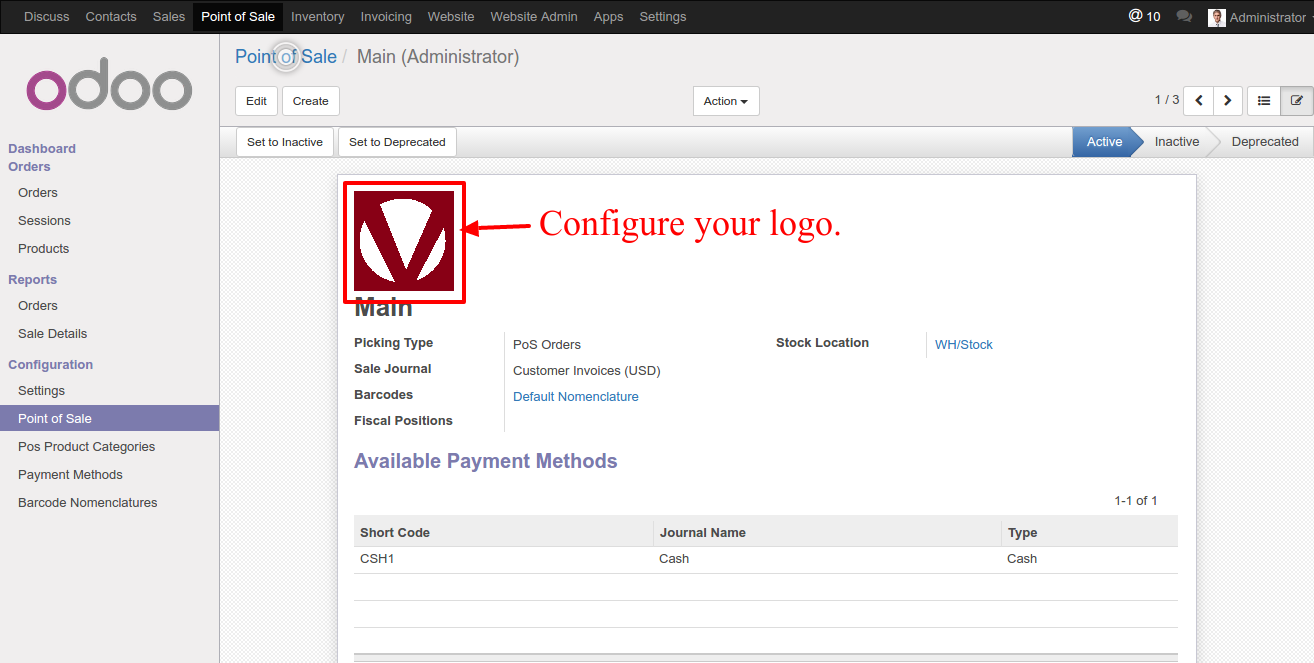 Discuss Contacts Sales Point of Sale Inventory Invoicing Website Website Admin Apps Settings @ 10 Administrator
odoo
Point of Sale / Main (Administrator)
Edit Create Action 1 / 3
Set to Inactive Set to Deprecated Active Inactive Deprecated
Dashboard
Orders
Orders
Sessions
Products
Reports
Orders
Sale Details
Configuration
Settings
Point of Sale
Pos Product Categories
Payment Methods
Barcode Nomenclatures
Configure your logo.
Main
Picking Type PoS Orders Stock Location WH/Stock
Sale Journal Customer Invoices (USD)
Barcodes Default Nomenclature
Fiscal Positions
Available Payment Methods
1-1 of 1
Short Code Journal Name Type
CSH1 Cash Cash